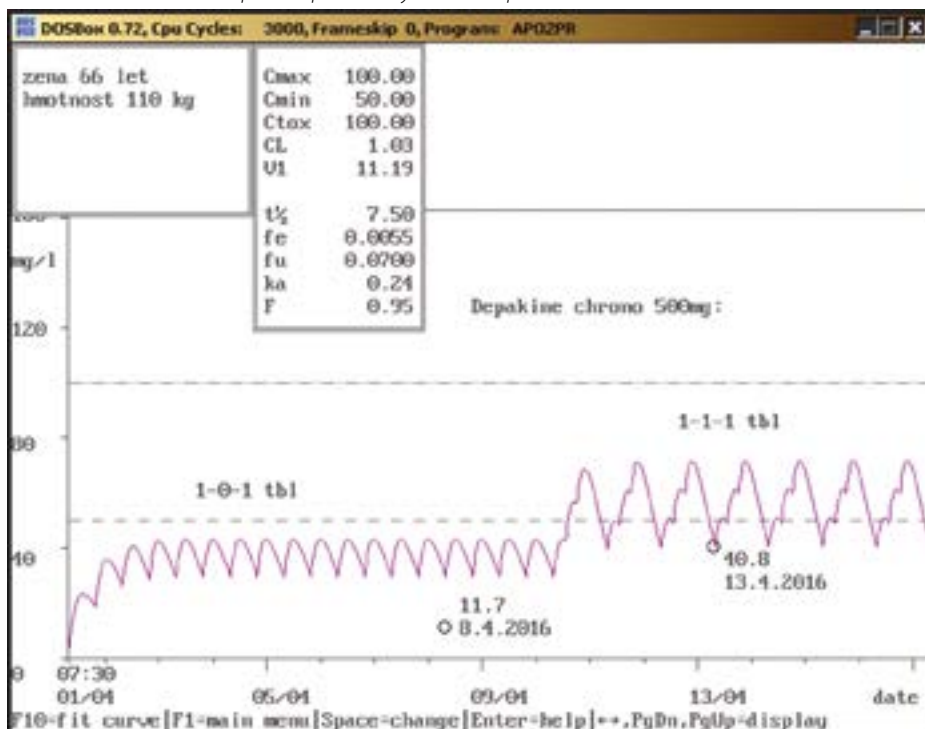 DOSBox 0.72, Cpu Cycles: 3000, Frameskip 0, Program: APO2PR
zena 66 let
hmotnost 110 kg
Cmax 100.00
Cmin 50.00
Ctox 100.00
CL 1.03
V1 11.19
t½ 7.50
fe 0.0055
fu 0.0700
ka 0.24
F 0.95
mg/l
Depakine chrono 500mg:
120
1-1-1 tbl
80
1-0-1 tbl
40
40.8
13.4.2016
11.7
8.4.2016
0 07:30
01/04 05/04 09/04 13/04 date
F10=fit curve|F1=main menu|Space=change|Enter=help|↔,PgDn,PgUp=display